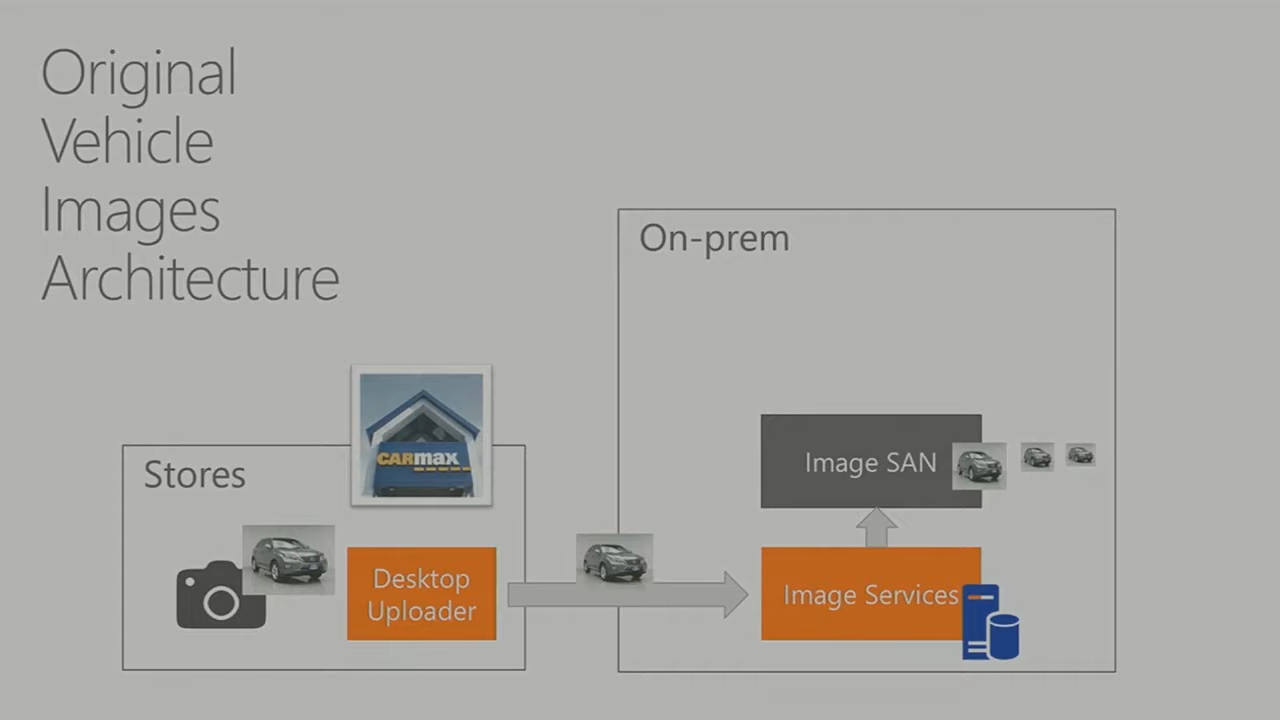 Original
Vehicle
Images
Architecture
On-prem
CARMAX
Stores
Image SAN
Desktop
Uploader
Image Services